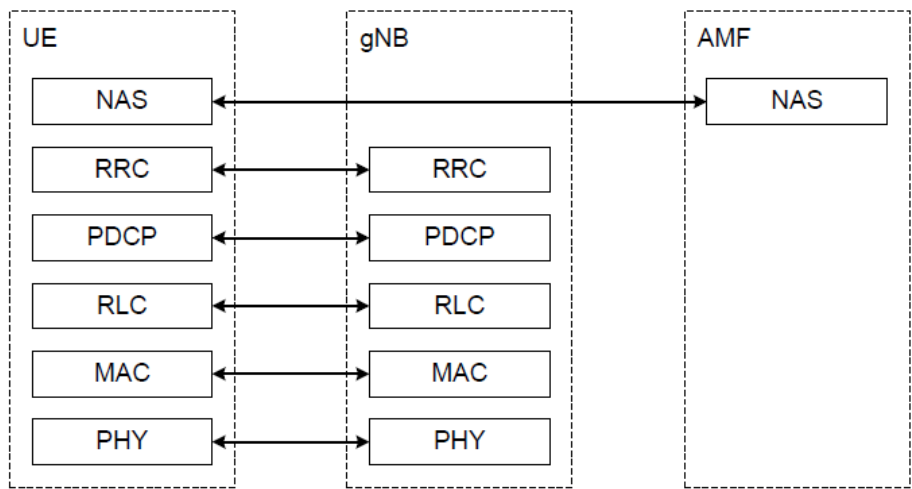 UE gNB AMF
NAS NAS
RRC RRC
PDCP PDCP
RLC RLC
MAC MAC
PHY PHY